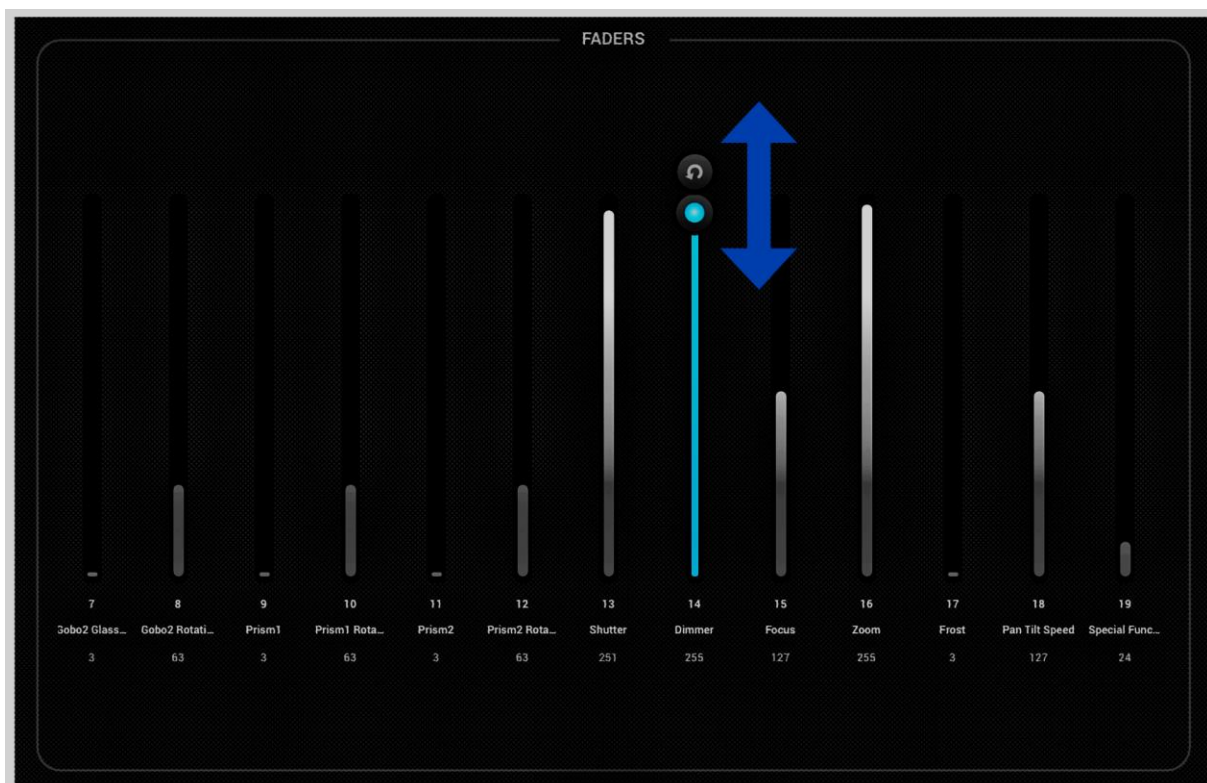 FADERS
7 8 9 10 11 12 13 14 15 16 17 18 19
Gobo2 Glass... Gobo2 Rotati... Prism1 Prism1 Rota... Prism2 Prism2 Rota... Shutter Dimmer Focus Zoom Frost Pan Tilt Speed Special Func...
3 63 3 63 3 63 251 255 127 255 3 127 24